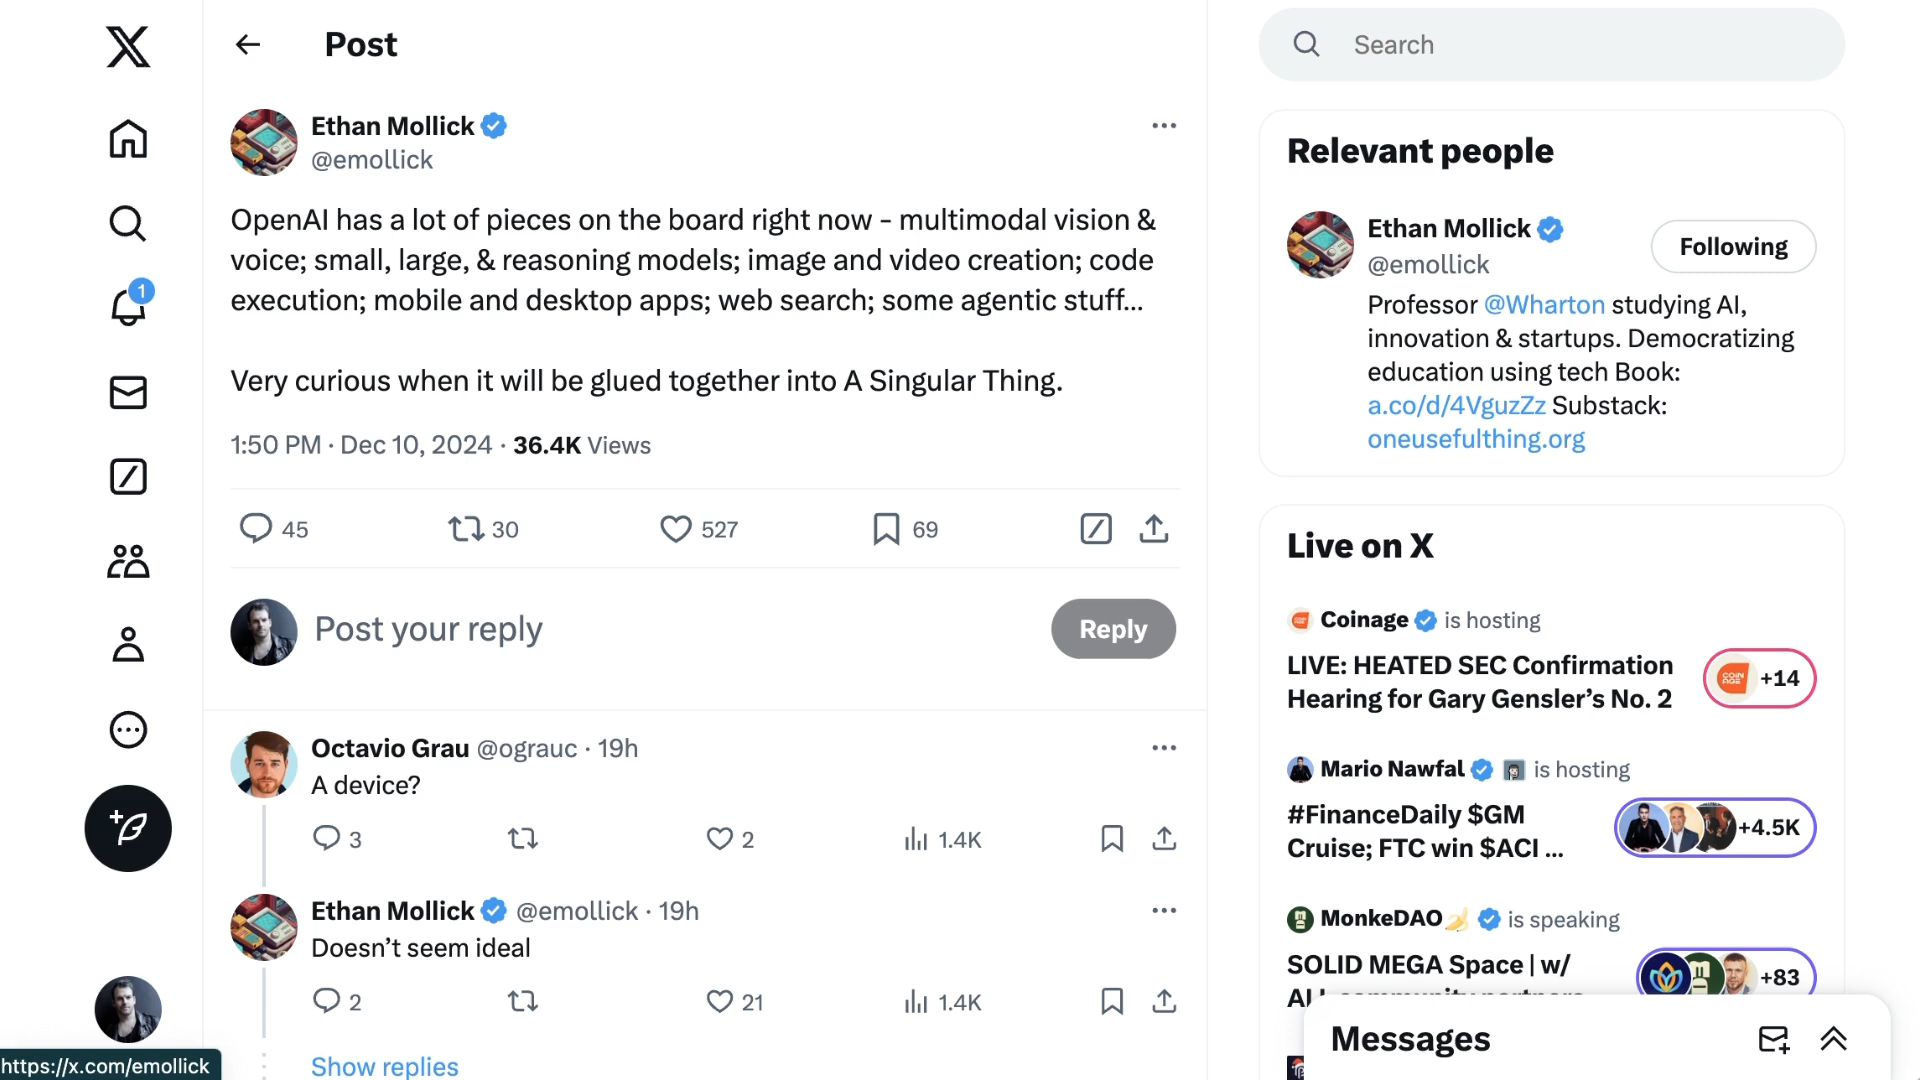 Post
Search
Ethan Mollick
@emollick
OpenAI has a lot of pieces on the board right now - multimodal vision &
voice; small, large, & reasoning models; image and video creation; code
execution; mobile and desktop apps; web search; some agentic stuff...
Very curious when it will be glued together into A Singular Thing.
1:50 PM · Dec 10, 2024 · 36.4K Views
45 30 527 69
Post your reply
Reply
Octavio Grau @ograuc · 19h
A device?
3 2 1.4K
Ethan Mollick @emollick · 19h
Doesn't seem ideal
2 21 1.4K
Show replies
1
https://x.com/emollick
Relevant people
Ethan Mollick
@emollick
Following
Professor @Wharton studying AI,
innovation & startups. Democratizing
education using tech Book:
a.co/d/4VguzZz Substack:
oneusefulthing.org
Live on X
Coinage is hosting
LIVE: HEATED SEC Confirmation
Hearing for Gary Gensler's No. 2
COIN
AGE
+14
Mario Nawfal is hosting
#FinanceDaily $GM
Cruise; FTC win $ACI ...
+4.5K
MonkeDAO🍌 is speaking
SOLID MEGA Space | w/
+83
Messages